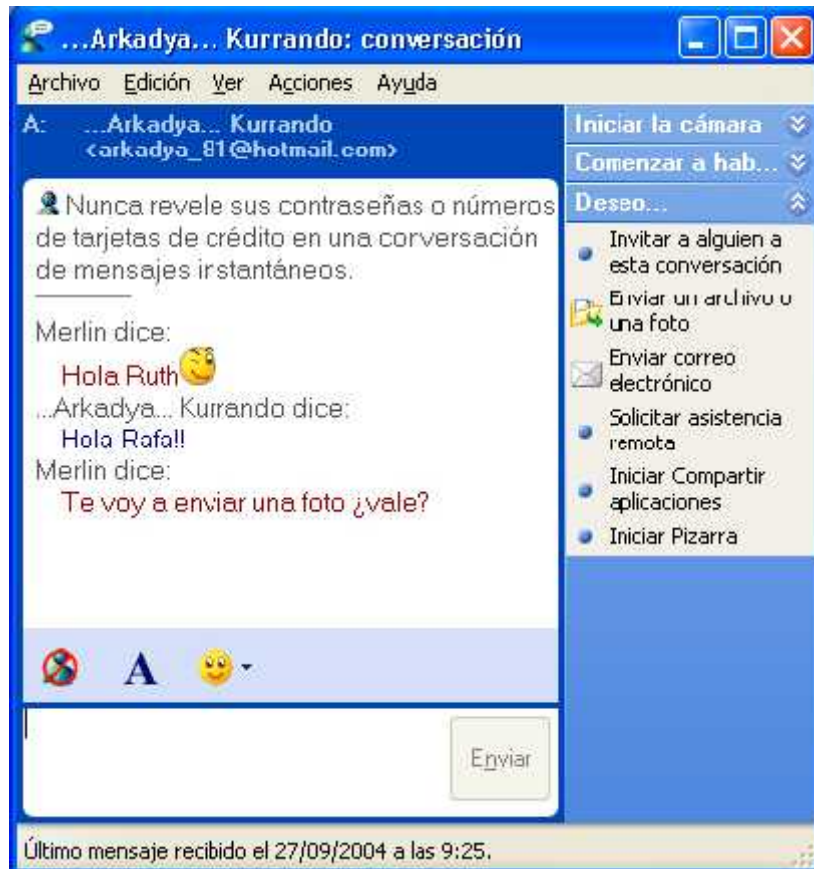 ...Arkadya... Kurrando: conversación
Archivo Edición Ver Acciones Ayuda
A: ...Arkadya... Kurrando
<arkadya_81@hotmail.com>
Nunca revele sus contraseñas o números
de tarjetas de crédito en una corversación
de mensajes irstantáneos.
Merlin dice:
Hola Ruth
...Arkadya... Kurrando dice:
Hola Rafa!!
Merlin dice:
Te voy a enviar una foto ¿vale?
A
Enviar
Iniciar la cámara
Comenzar a hab...
Deseo...
Invitar a alguien a
esta conversación
Enviar un archivo o
una foto
Enviar correo
electrónico
Solicitar asistencia
remota
Iniciar Compartir
aplicaciones
Iniciar Pizarra
Último mensaje recibido el 27/09/2004 a las 9:25.